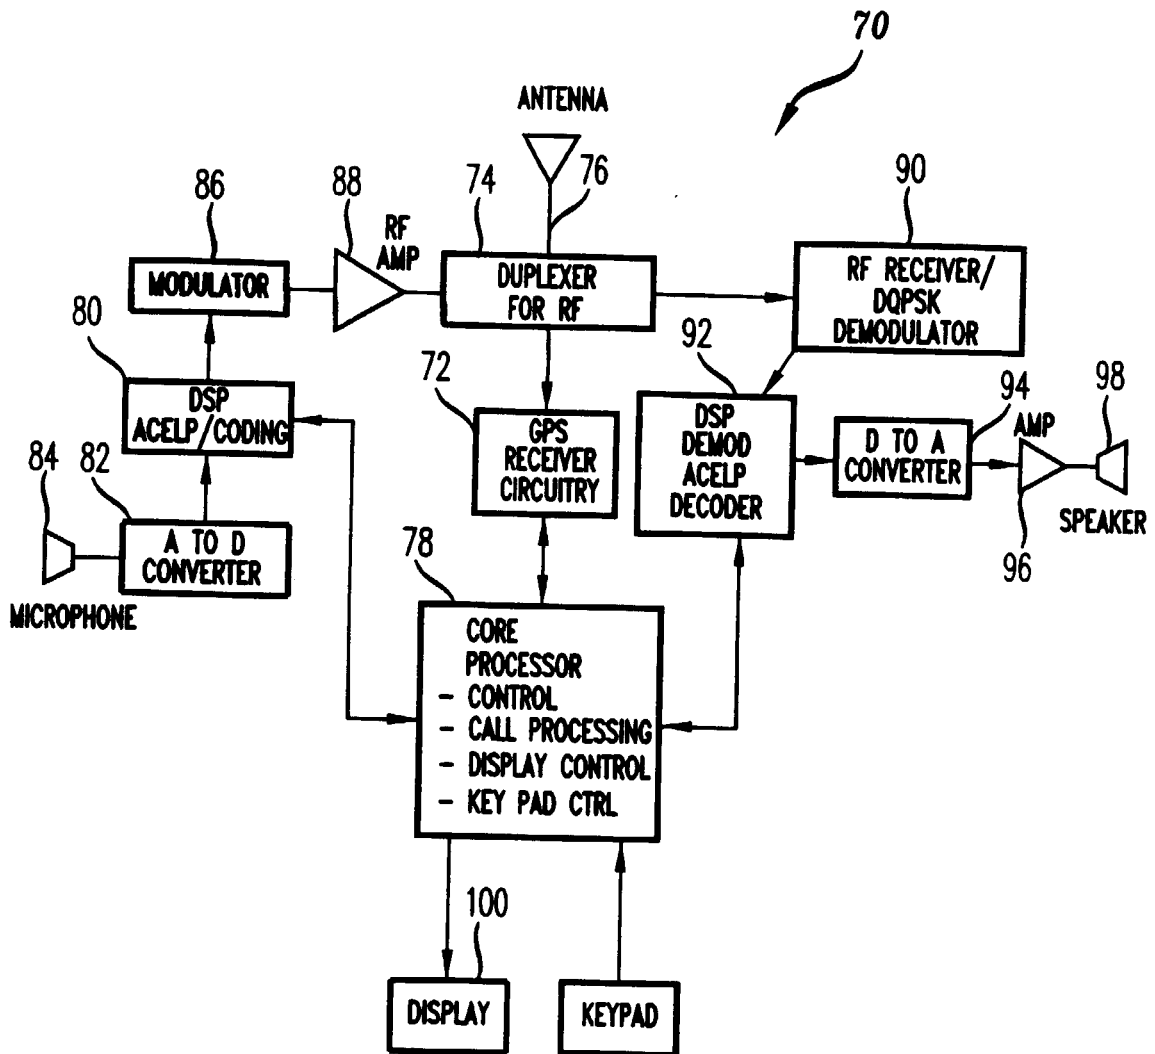 70
ANTENNA
86
88
74
76
90
RF
AMP
MODULATOR
DUPLEXER
FOR RF
RF RECEIVER/
DQPSK
DEMODULATOR
80
72
92
94
98
DSP
ACELP/CODING
GPS
RECEIVER
CIRCUITRY
DSP
DEMOD
ACELP
DECODER
D TO A
CONVERTER
AMP
84
82
A TO D
CONVERTER
MICROPHONE
SPEAKER
96
78
CORE
PROCESSOR
- CONTROL
- CALL PROCESSING
- DISPLAY CONTROL
- KEY PAD CTRL
100
DISPLAY
KEYPAD